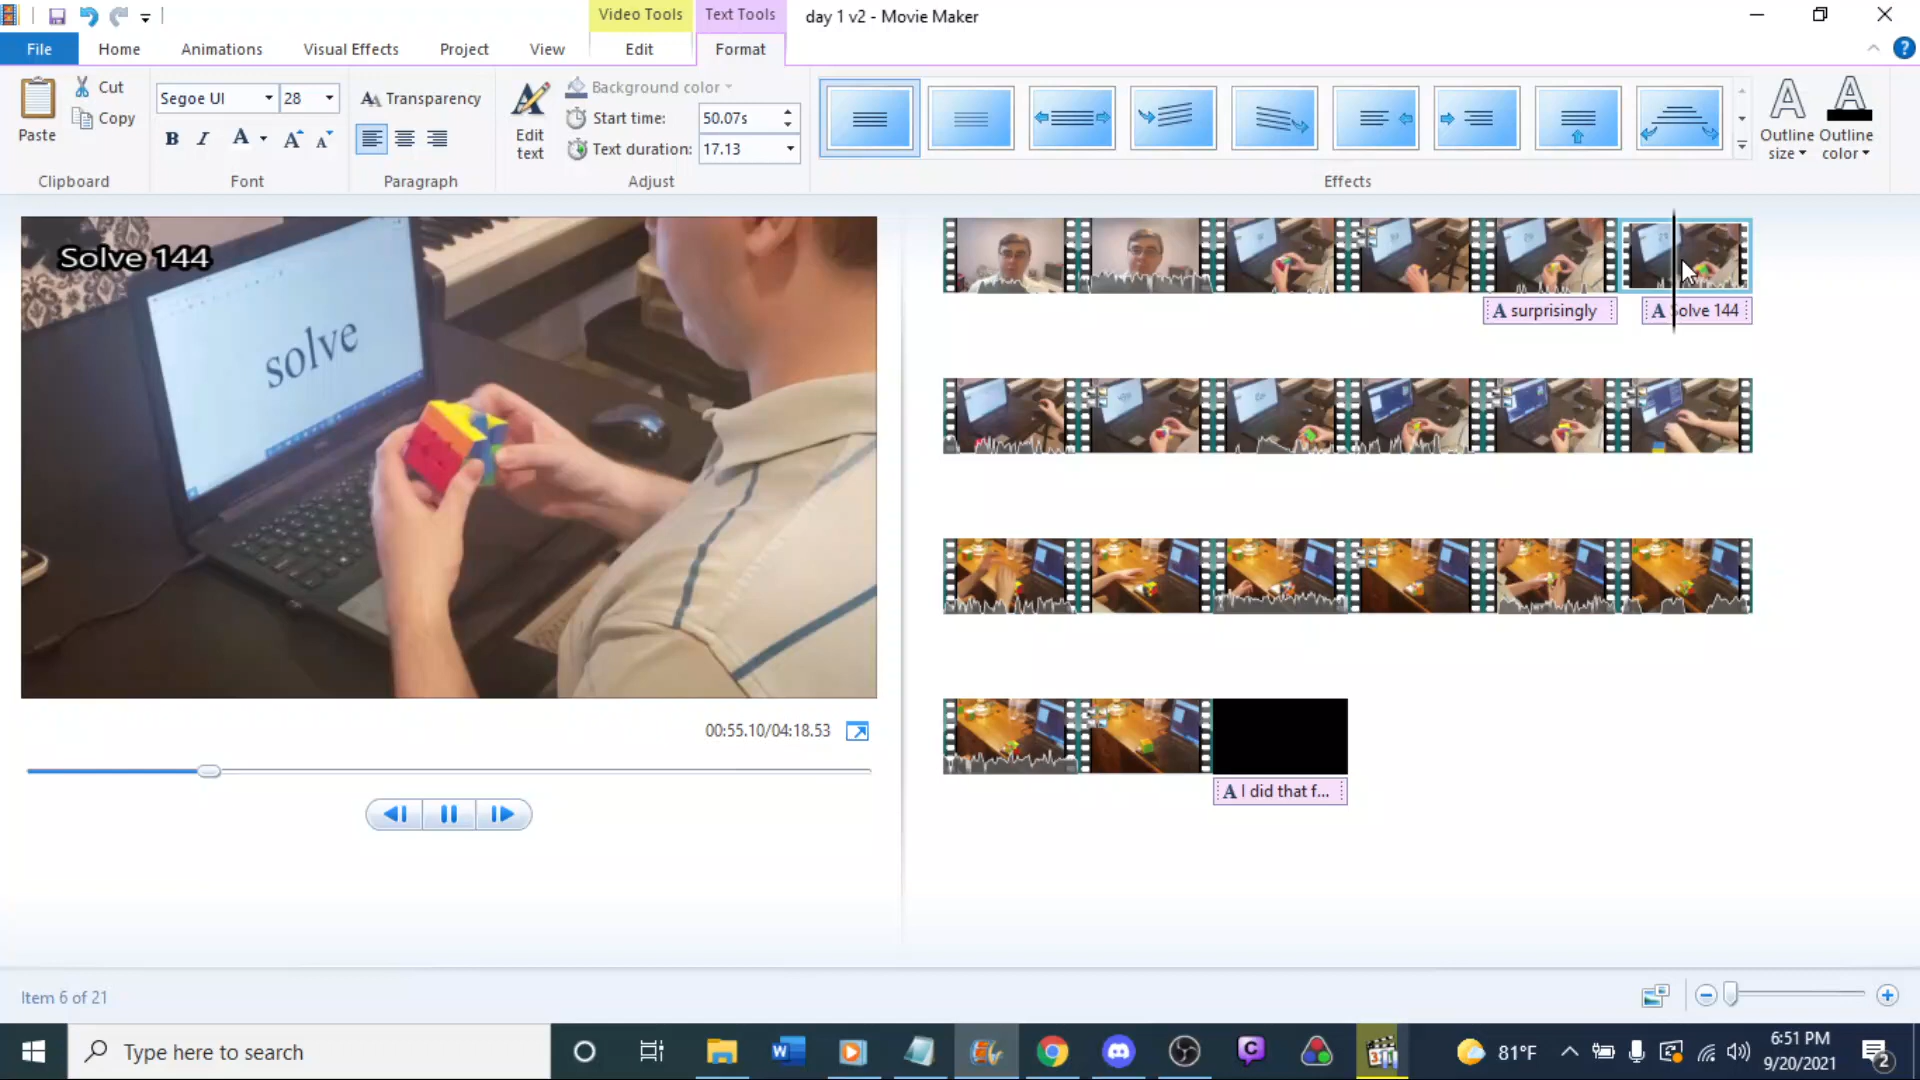 Video Tools
Text Tools
day 1 v2 - Movie Maker
File
Home
Animations
Visual Effects
Project
View
Edit
Format
Paste
Cut
Copy
Clipboard
Segoe UI
28
Font
Transparency
Paragraph
Edit text
Background color
Start time:
50.07s
Text duration:
17.13
Adjust
Effects
Outline size
Outline color
Solve 144
solve
00:55.10/04:18.53
A surprisingly
A Solve 144
A I did that f...
Item 6 of 21
Type here to search
81°F
6:51 PM
9/20/2021
2